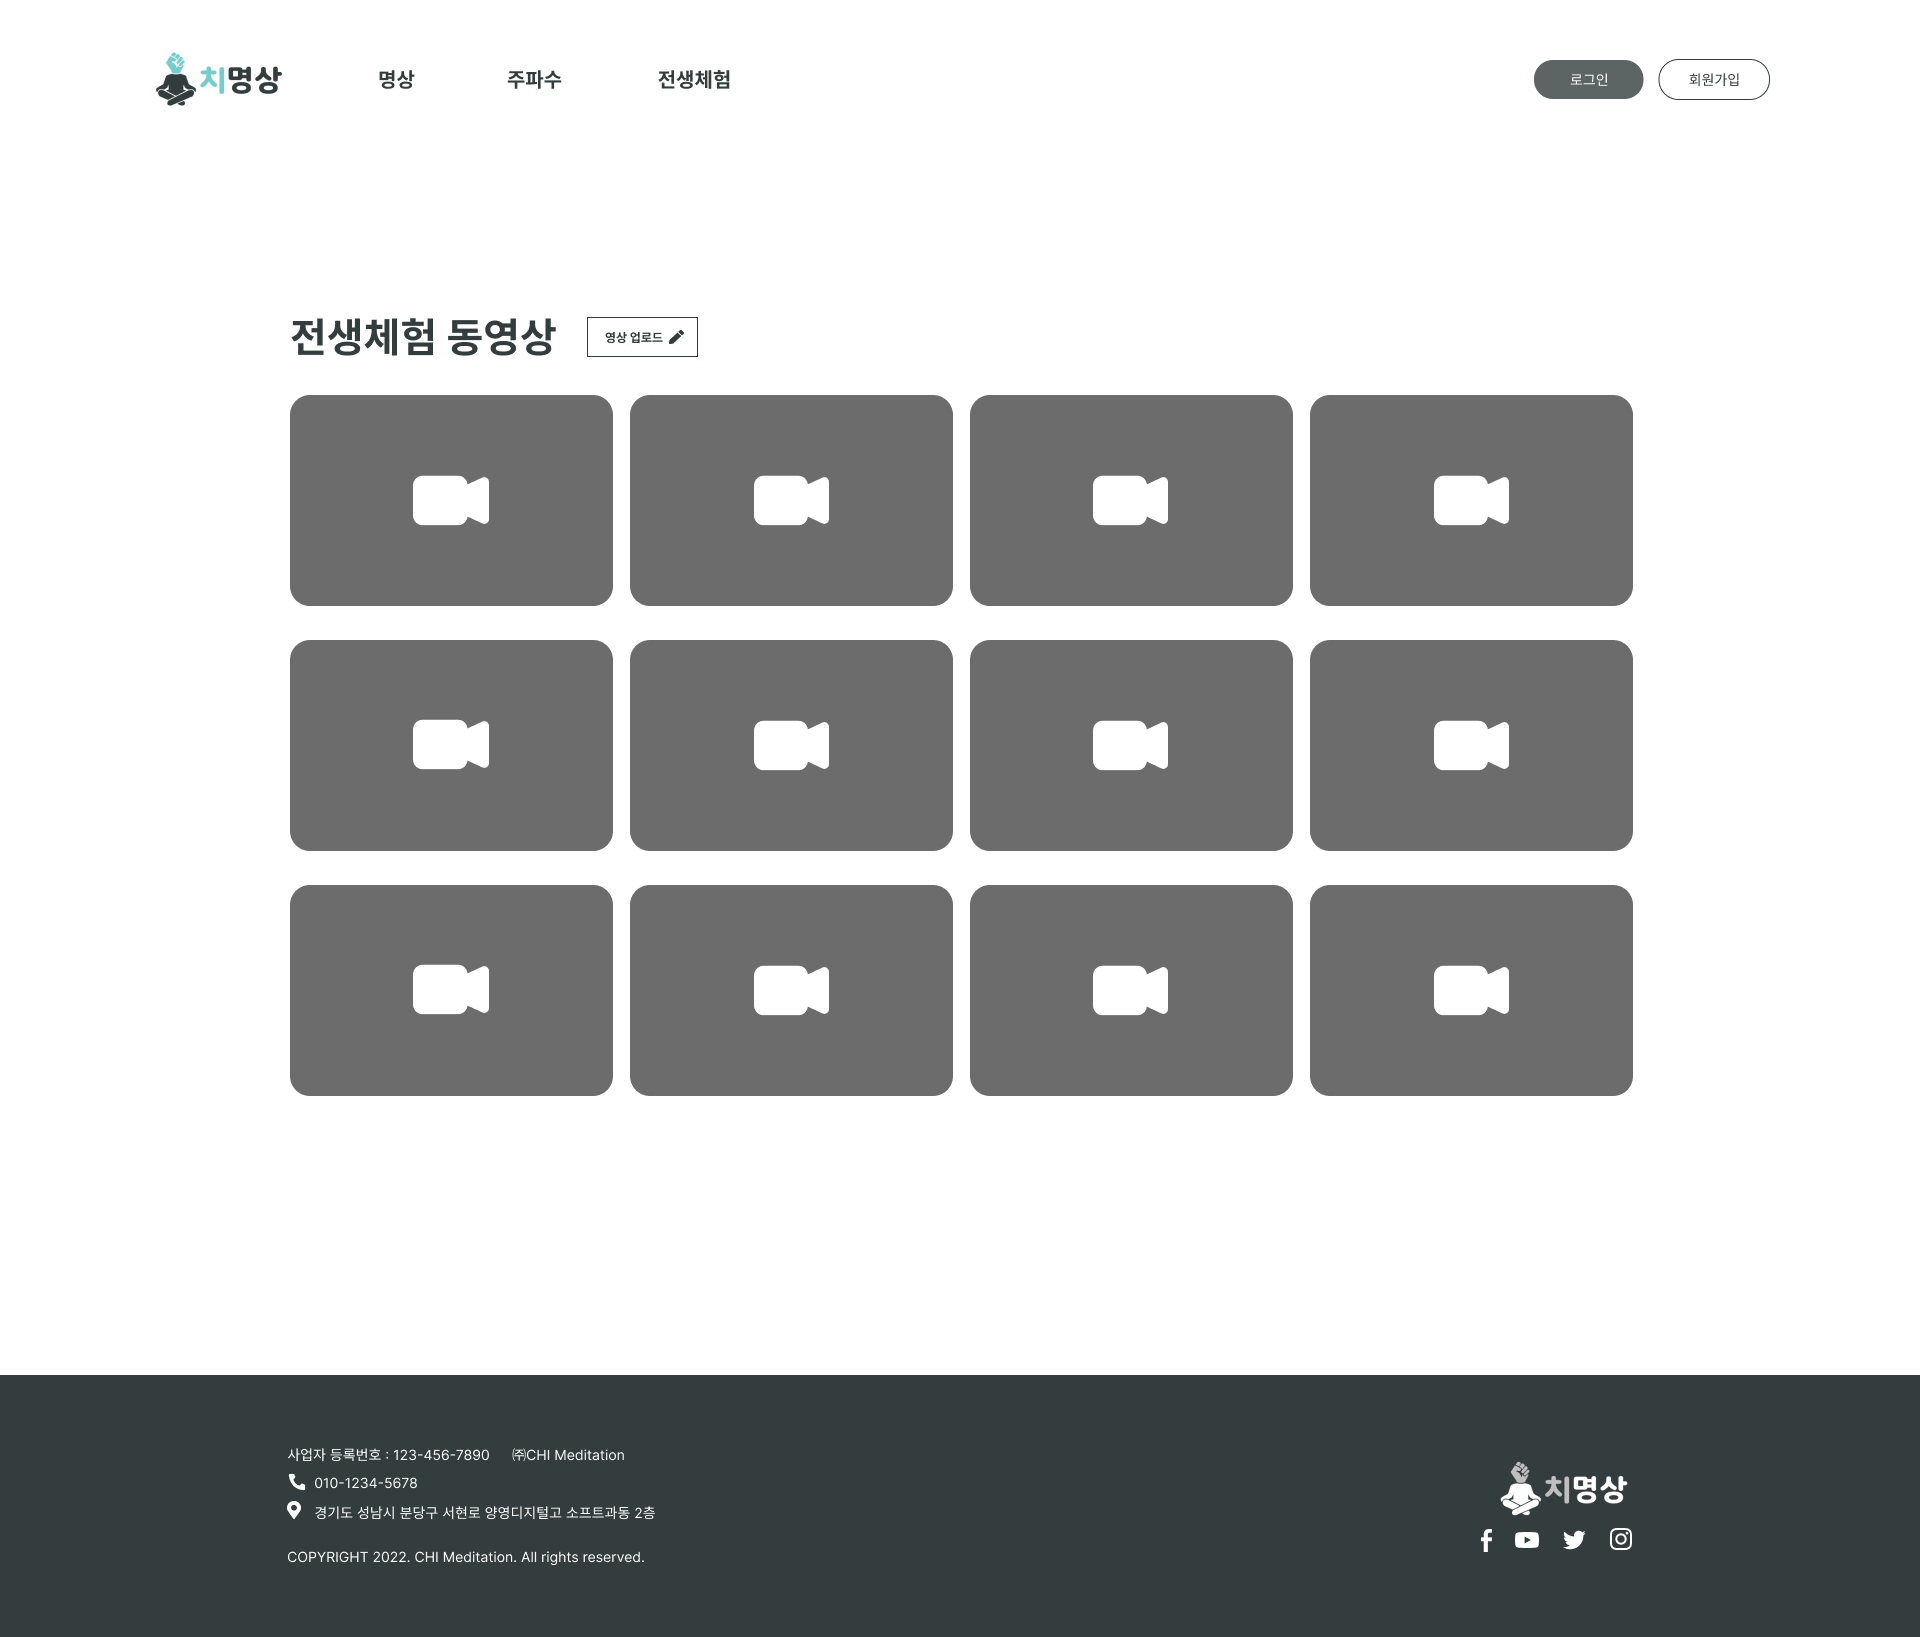 치명상
명상
주파수
전생체험
로그인
회원가입
전생체험 동영상
영상 업로드
사업자 등록번호 : 123-456-7890 ㈜CHI Meditation
010-1234-5678
경기도 성남시 분당구 서현로 양영디지털고 소프트과동 2층
COPYRIGHT 2022. CHI Meditation. All rights reserved.
치명상